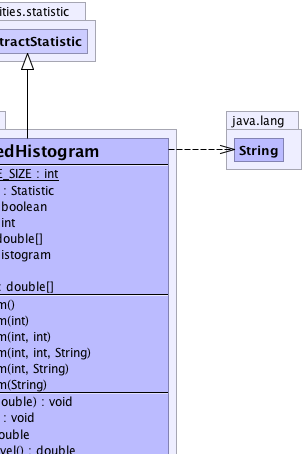 ities.statistic
tractStatistic
java.lang
String
edHistogram
E_SIZE : int
: Statistic
boolean
int
double[]
istogram
: double[]
m()
m(int)
m(int, int)
m(int, int, String)
m(int, String)
m(String)
ouble) : void
: void
ouble
vel() : double